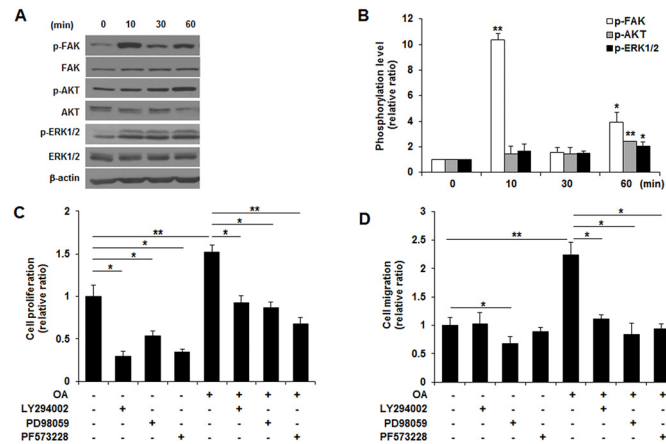 A
(min) 0 10 30 60
p-FAK
FAK
p-AKT
AKT
p-ERK1/2
ERK1/2
β-actin
B
Phosphorylation level
(relative ratio)
12
10
8
6
4
2
0
p-FAK
p-AKT
p-ERK1/2
**
*
**
*
0 10 30 60 (min)
C
Cell proliferation
(relative ratio)
2
1.5
1
0.5
0
**
*
*
*
**
*
*
OA - - - - + + + +
LY294002 - + - - - + - -
PD98059 - - + - - - + -
PF573228 - - - + - - - +
D
Cell migration
(relative ratio)
3
2.5
2
1.5
1
0.5
0
**
*
*
*
*
OA - - - - + + + +
LY294002 - + - - - + - -
PD98059 - - + - - - + -
PF573228 - - - + - - - +